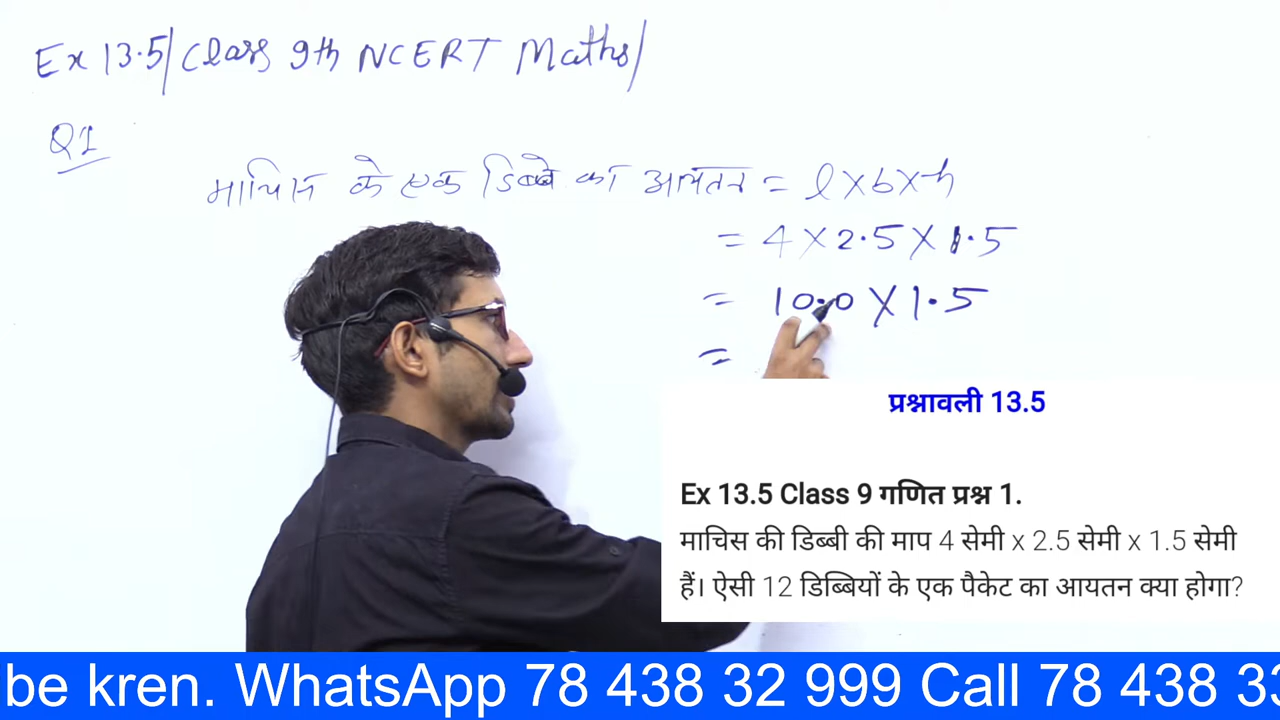 Ex 13.5/Class 9th NCERT Maths/
Q1
माचिस के एक डिब्बे का आयतन = l×b×h
= 4×2.5×1.5
= 10.0×1.5
=
प्रश्नावली 13.5
Ex 13.5 Class 9 गणित प्रश्न 1.
माचिस की डिब्बी की माप 4 सेमी x 2.5 सेमी x 1.5 सेमी
हैं। ऐसी 12 डिब्बियों के एक पैकेट का आयतन क्या होगा?
be kren. WhatsApp 78 438 32 999 Call 78 438 33